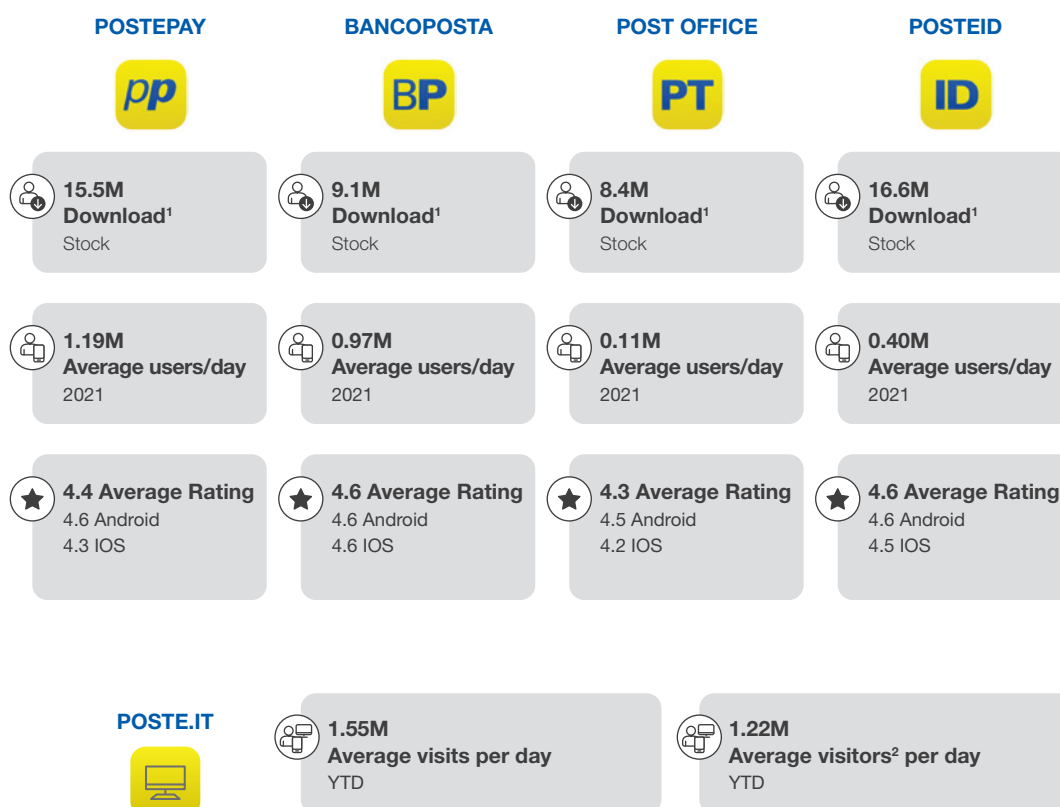 POSTEPAY
BANCOPOSTA
POST OFFICE
POSTEID
pp
BP
PT
ID
15.5M
Download¹
Stock
9.1M
Download¹
Stock
8.4M
Download¹
Stock
16.6M
Download¹
Stock
1.19M
Average users/day
2021
0.97M
Average users/day
2021
0.11M
Average users/day
2021
0.40M
Average users/day
2021
4.4 Average Rating
4.6 Android
4.3 IOS
4.6 Average Rating
4.6 Android
4.6 IOS
4.3 Average Rating
4.5 Android
4.2 IOS
4.6 Average Rating
4.6 Android
4.5 IOS
POSTE.IT
1.55M
Average visits per day
YTD
1.22M
Average visitors² per day
YTD